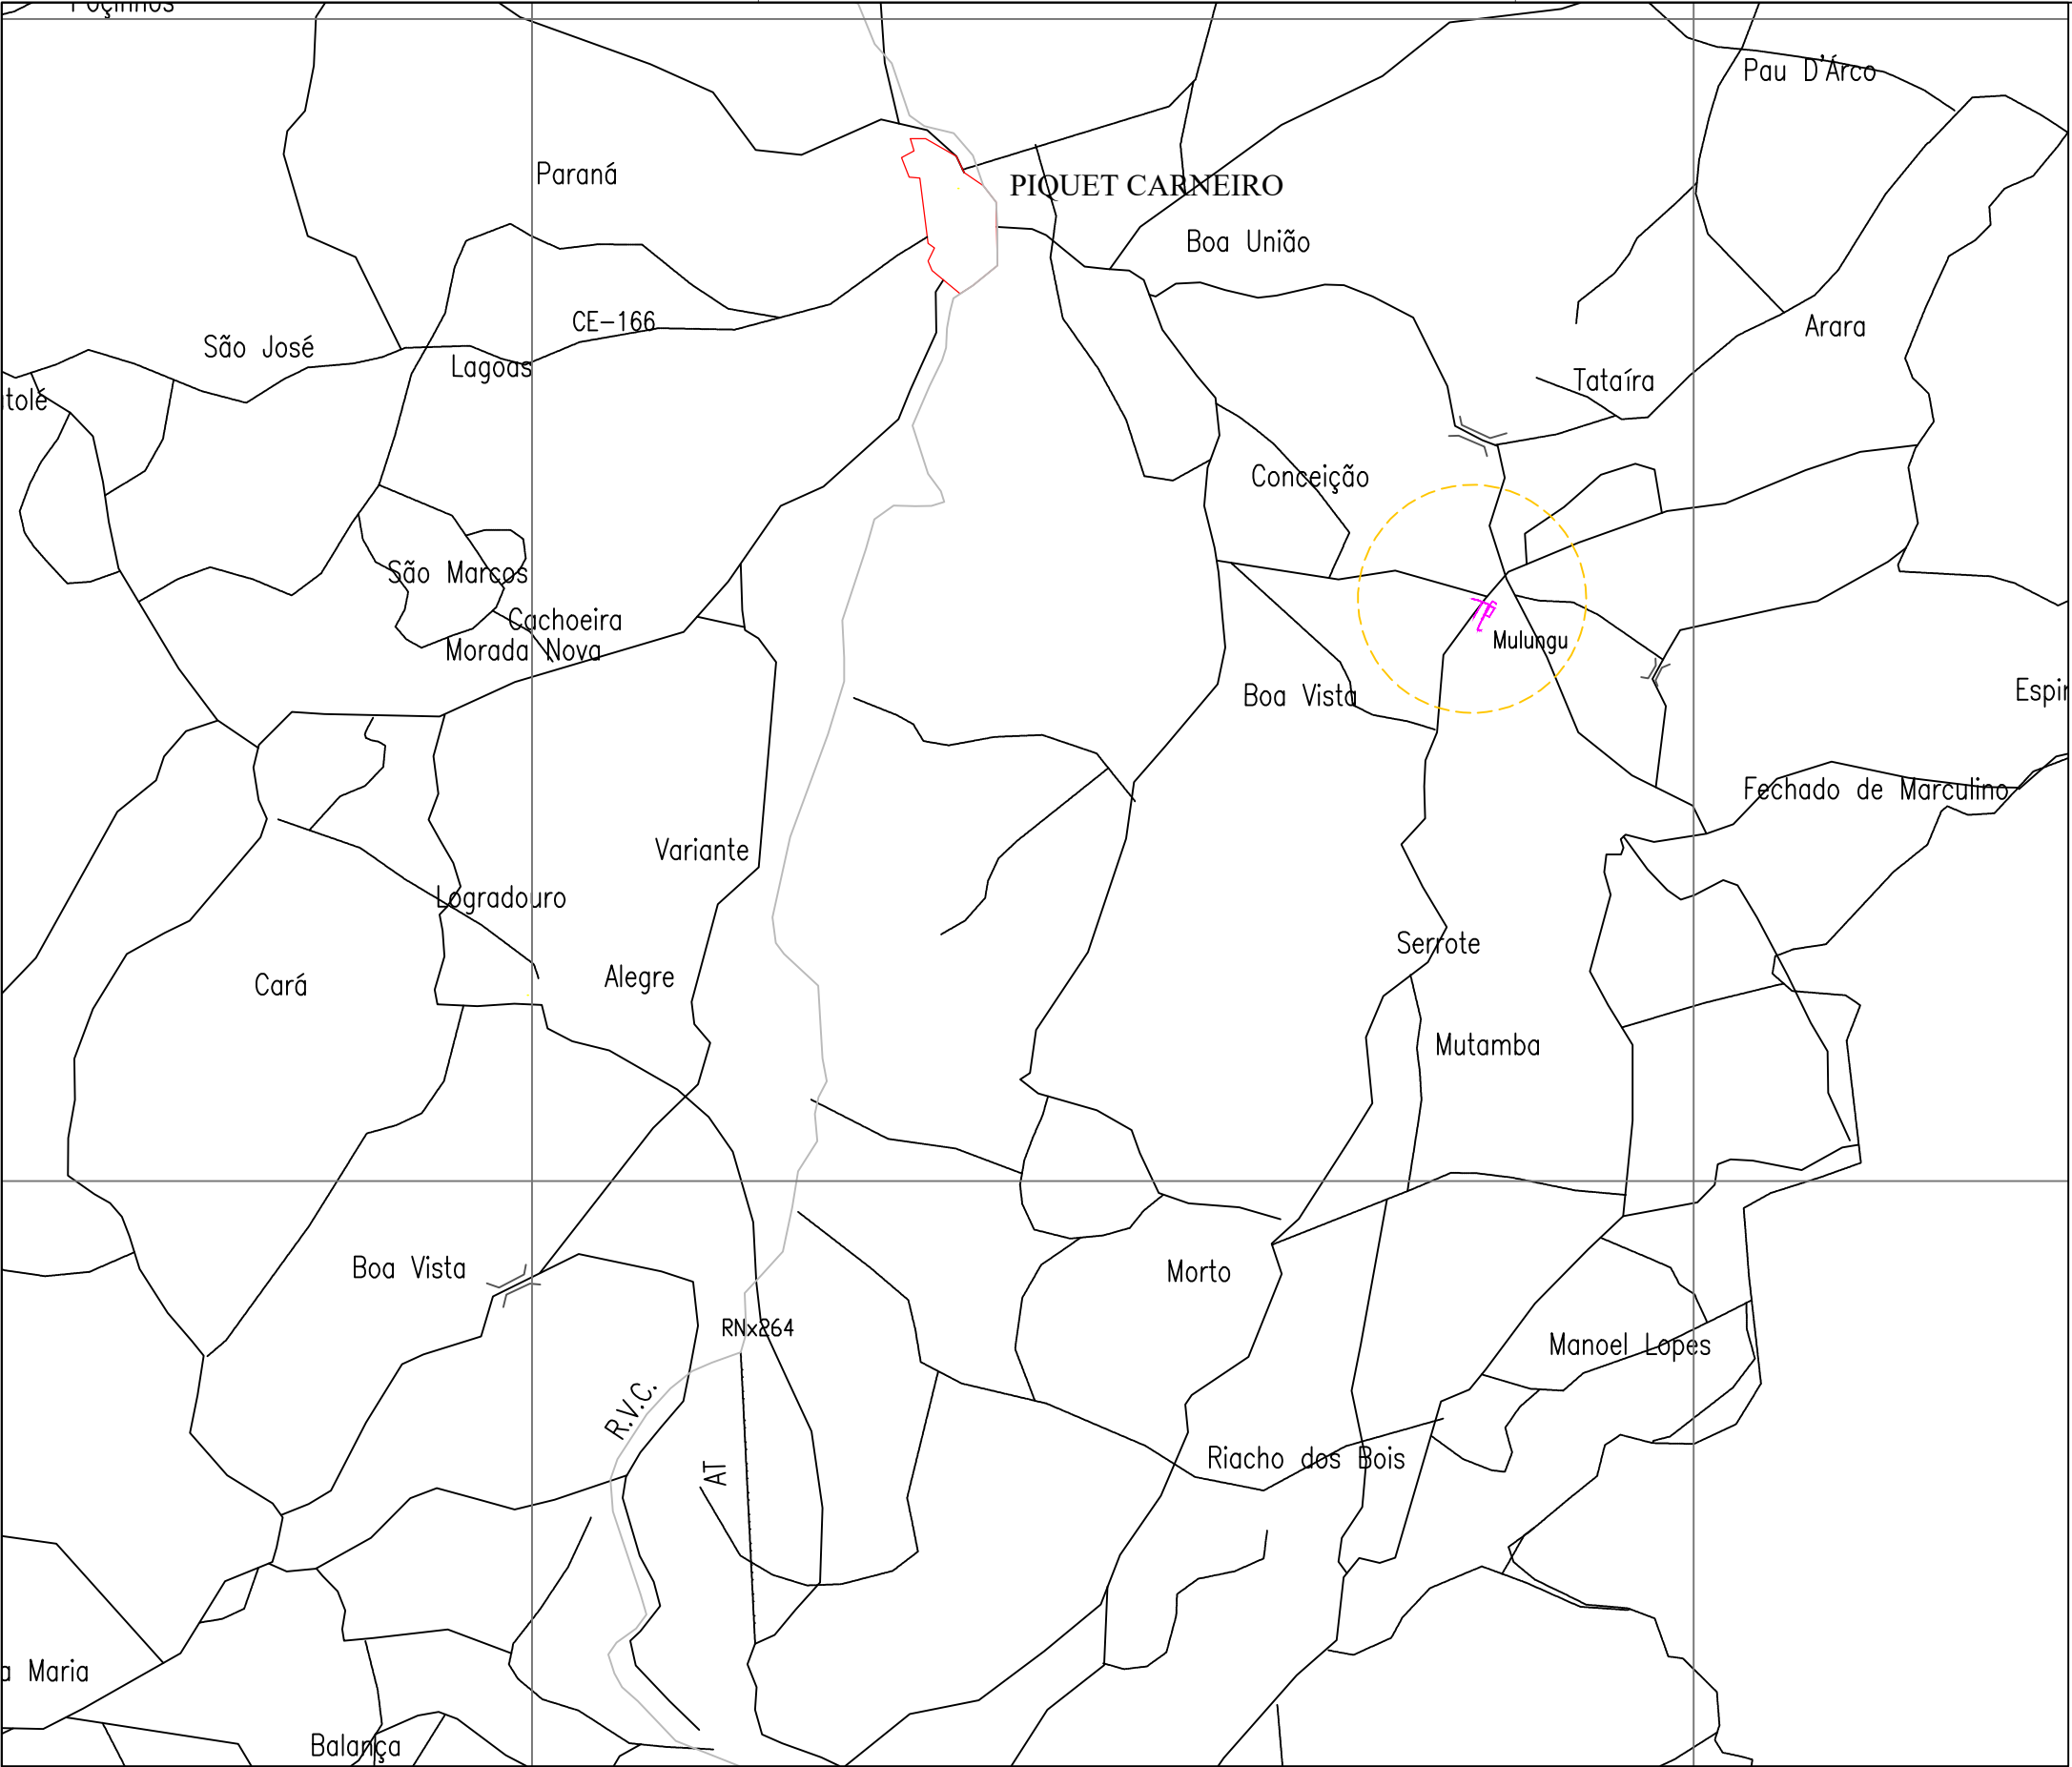 Poçinhos
Pau D'Árco
Paraná
PIQUET CARNEIRO
Boa União
CE-166
Arara
São José
Lagoas
Tataíra
tolé
Conceição
São Marcos
Cachoeira
Mulungu
Morada Nova
Boa Vista
Espir
Fechado de Marculino
Variante
Logradouro
Serrote
Alegre
Cará
Mutamba
Boa Vista
Morto
RNx264
Manoel Lopes
R.V.C.
Riacho dos Bois
AT
a Maria
Balança